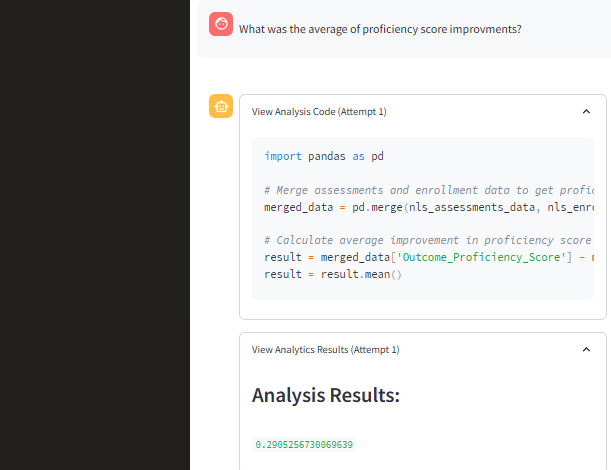 What was the average of proficiency score improvments?
View Analysis Code (Attempt 1)
import pandas as pd
# Merge assessments and enrollment data to get
merged_data = pd.merge(nls_assessments_data,
# Calculate average improvement in proficiency score
result = merged_data['Outcome_Proficiency_Score'] -
result = result.mean()
View Analytics Results (Attempt 1)
Analysis Results:
0.2905256730069639